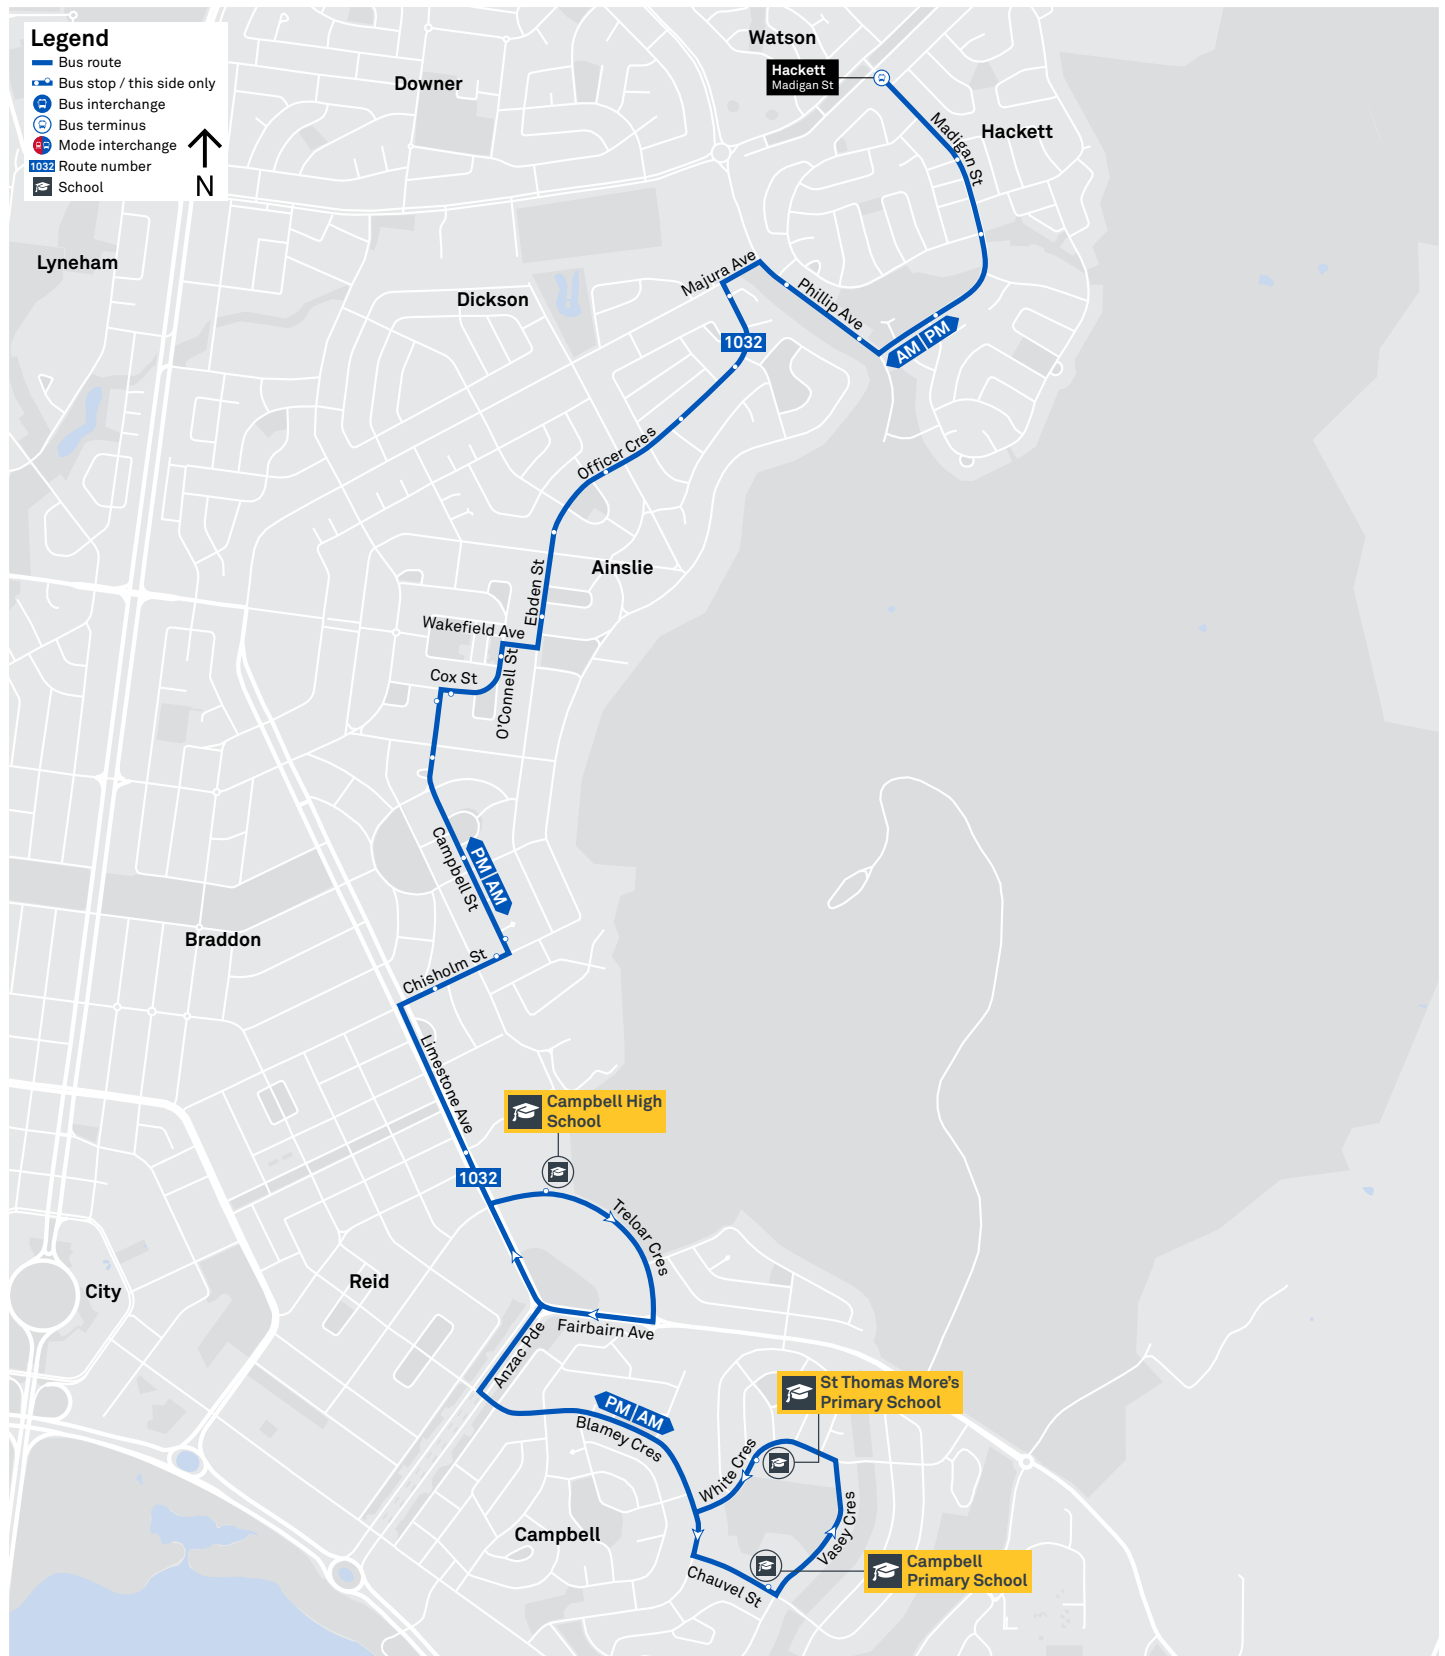 Legend
Bus route
Bus stop / this side only
Bus interchange
Bus terminus
Mode interchange
1032 Route number
School
N
Watson
Hackett
Madigan St
Downer
Hackett
Madigan St
Lyneham
Dickson
Majura Ave
Phillip Ave
AM PM
1032
Officer Cres
Ainslie
Ebden St
Wakefield Ave
Cox St
O'Connell St
Campbell St
PM AM
Braddon
Chisholm St
Limestone Ave
Campbell High
School
1032
Treloar Cres
Reid
City
Fairbairn Ave
Anzac Pde
St Thomas More's
Primary School
PM AM
Blamey Cres
White Cres
Vasey Cres
Campbell
Campbell
Primary School
Chauvel St